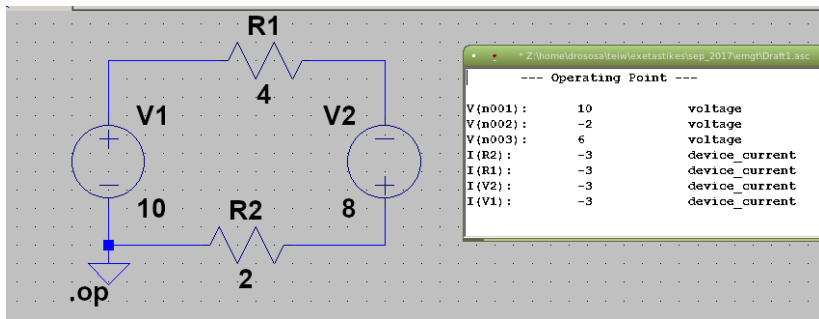 R1
4
V1
V2
10
R2
8
2
.op
* Z:\home\drososa\teiw\exetastikes\sep_2017\emgt\Draft1.asc
--- Operating Point ---
V(n001): 10 voltage
V(n002): -2 voltage
V(n003): 6 voltage
I(R2): -3 device_current
I(R1): -3 device_current
I(V2): -3 device_current
I(V1): -3 device_current